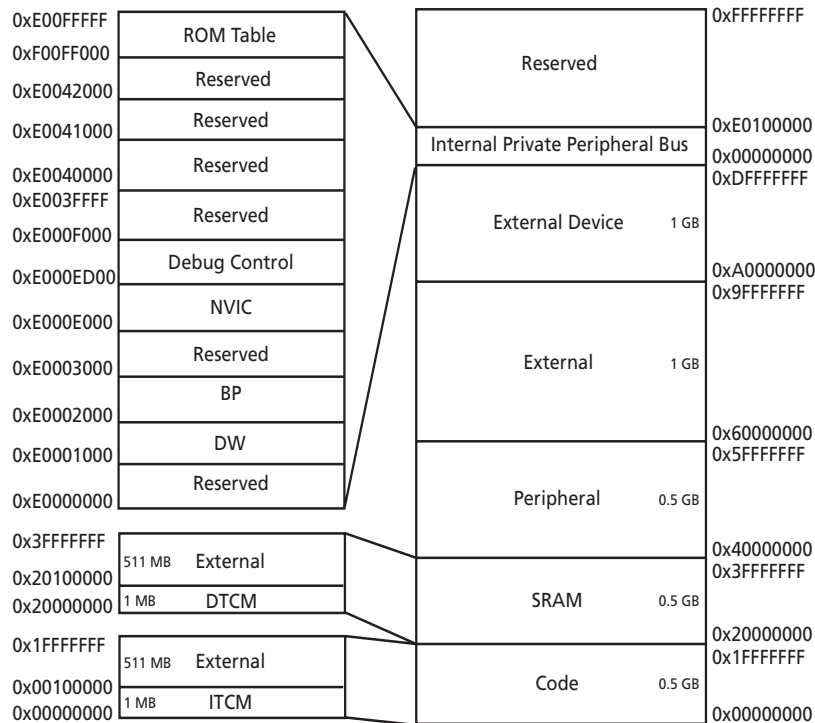 0xE00FFFFF
ROM Table
0xF00FF000
Reserved
0xE0042000
Reserved
0xE0041000
Reserved
0xE0040000
0xE003FFFF
Reserved
0xE000F000
Debug Control
0xE000ED00
NVIC
0xE000E000
Reserved
0xE0003000
BP
0xE0002000
DW
0xE0001000
Reserved
0xE0000000
0x3FFFFFFF
511 MB External
0x20100000
1 MB DTCM
0x20000000
0x1FFFFFFF
511 MB External
0x00100000
1 MB ITCM
0x00000000
0xFFFFFFFF
Reserved
0xE0100000
Internal Private Peripheral Bus
0x00000000
0xDFFFFFFF
External Device 1 GB
0xA0000000
0x9FFFFFFF
External 1 GB
0x60000000
0x5FFFFFFF
Peripheral 0.5 GB
0x40000000
0x3FFFFFFF
SRAM 0.5 GB
0x20000000
0x1FFFFFFF
Code 0.5 GB
0x00000000